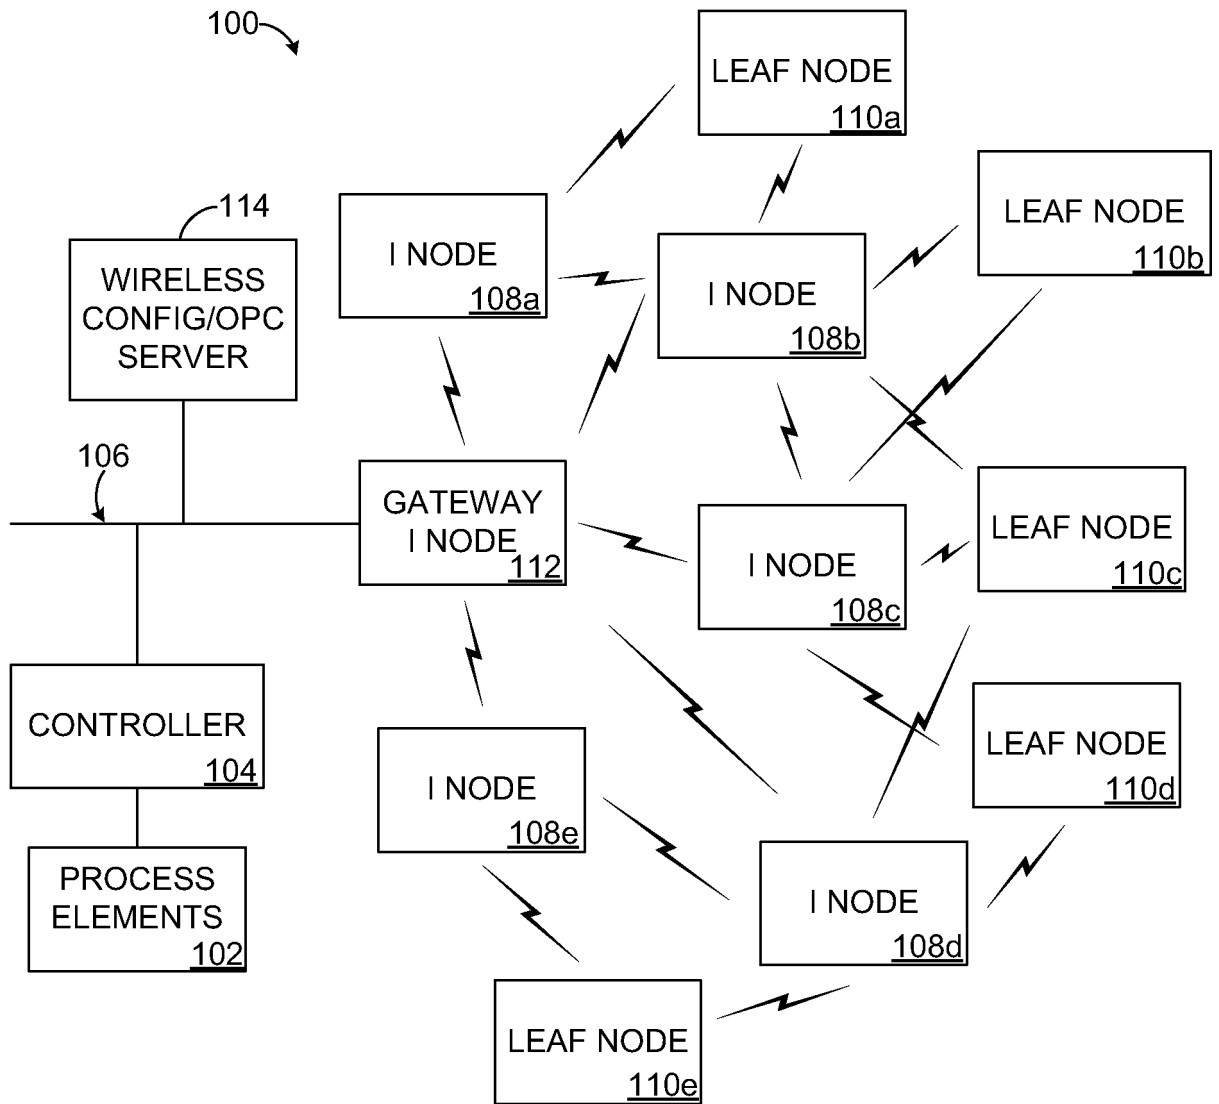 100
LEAF NODE
110a
LEAF NODE
110b
114
WIRELESS
CONFIG/OPC
SERVER
I NODE
108a
I NODE
108b
106
GATEWAY
I NODE
112
I NODE
108c
LEAF NODE
110c
CONTROLLER
104
I NODE
108e
LEAF NODE
110d
PROCESS
ELEMENTS
102
I NODE
108d
LEAF NODE
110e